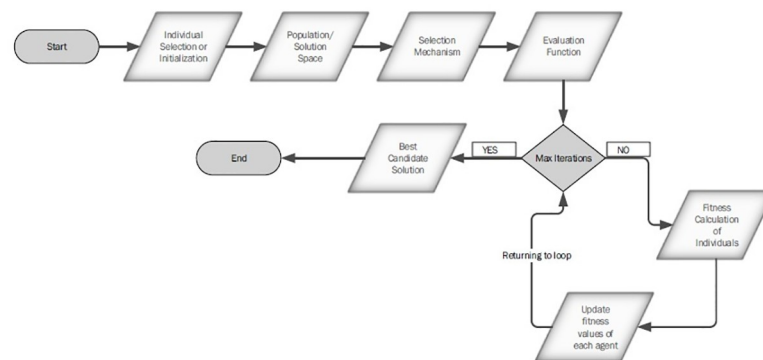 Start
Individual
Selection or
Initialization
Population/
Solution
Space
Selection
Mechanism
Evaluation
Function
End
Best
Candidate
Solution
YES
Max Iterations
NO
Fitness
Calculation
of
Individuals
Returning to loop
Update
fitness
values of
each agent